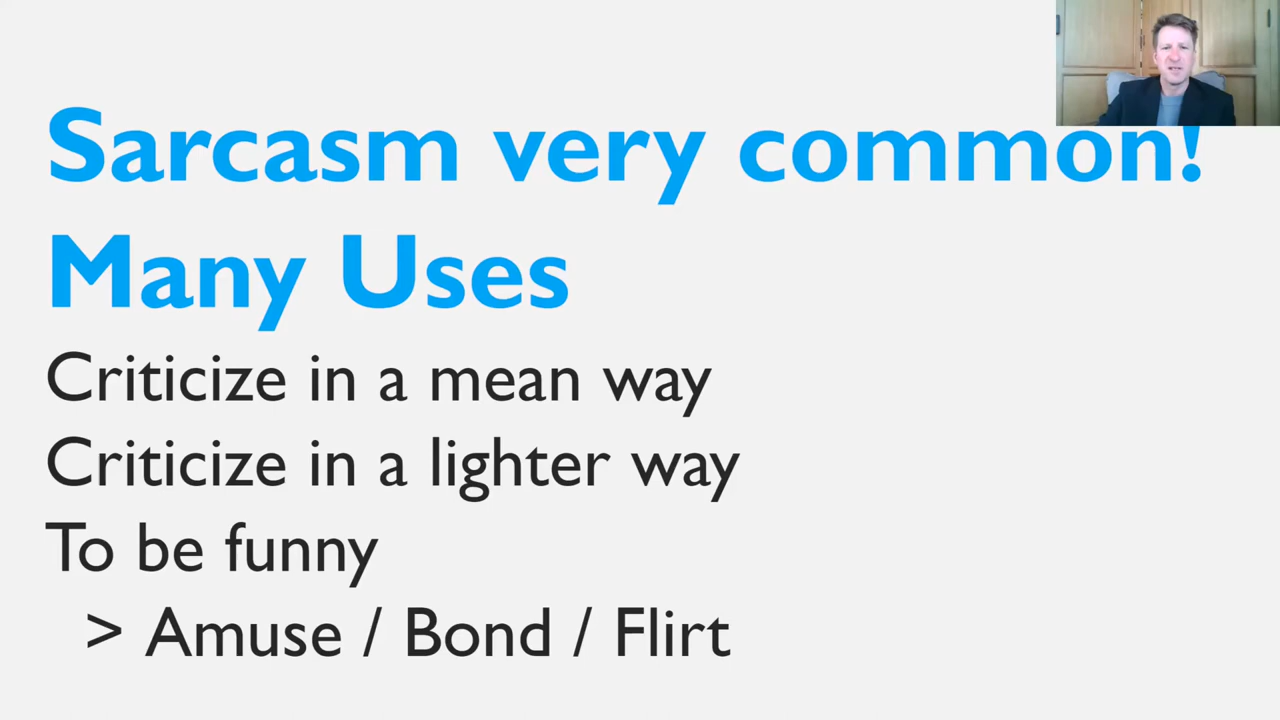 Sarcasm very common!
Many Uses
Criticize in a mean way
Criticize in a lighter way
To be funny
> Amuse / Bond / Flirt